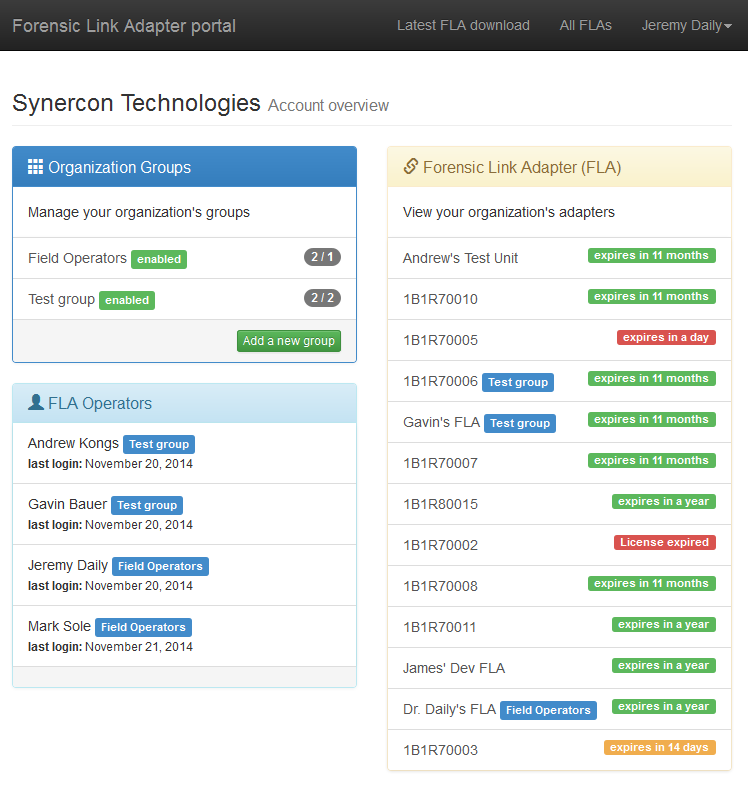 Forensic Link Adapter portal
Latest FLA download All FLAs Jeremy Daily
Synercon Technologies Account overview
Organization Groups
Manage your organization's groups
Field Operators enabled 2 / 1
Test group enabled 2 / 2
Add a new group
FLA Operators
Andrew Kongs Test group
last login: November 20, 2014
Gavin Bauer Test group
last login: November 20, 2014
Jeremy Daily Field Operators
last login: November 20, 2014
Mark Sole Field Operators
last login: November 21, 2014
Forensic Link Adapter (FLA)
View your organization's adapters
Andrew's Test Unit expires in 11 months
1B1R70010 expires in 11 months
1B1R70005 expires in a day
1B1R70006 Test group expires in 11 months
Gavin's FLA Test group expires in 11 months
1B1R70007 expires in 11 months
1B1R80015 expires in a year
1B1R70002 License expired
1B1R70008 expires in 11 months
1B1R70011 expires in a year
James' Dev FLA expires in a year
Dr. Daily's FLA Field Operators expires in a year
1B1R70003 expires in 14 days